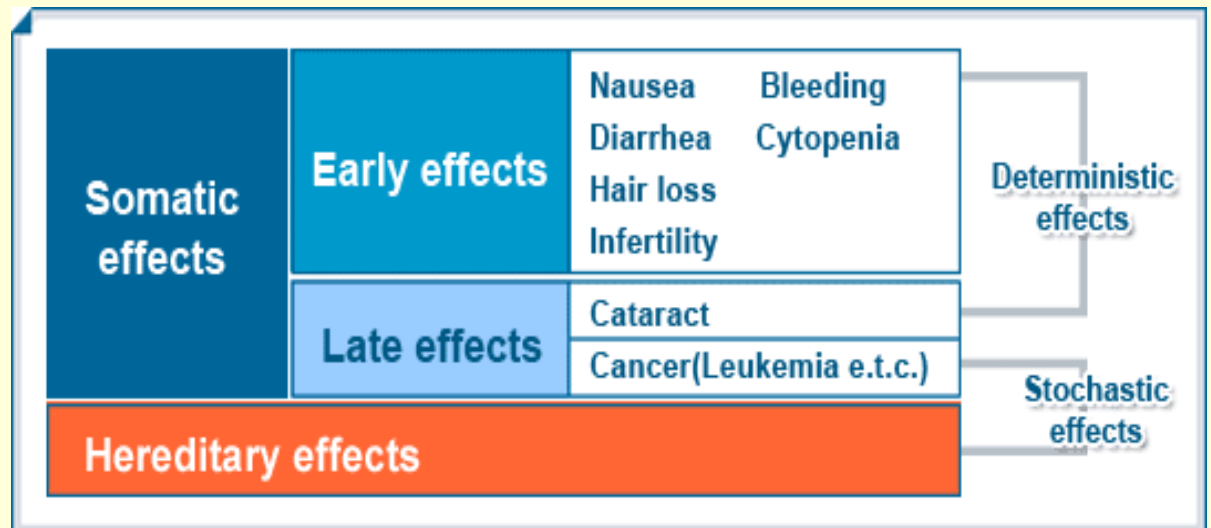 Somatic
effects
Early effects
Nausea Bleeding
Diarrhea Cytopenia
Hair loss
Infertility
Late effects
Cataract
Cancer(Leukemia e.t.c.)
Hereditary effects
Deterministic
effects
Stochastic
effects